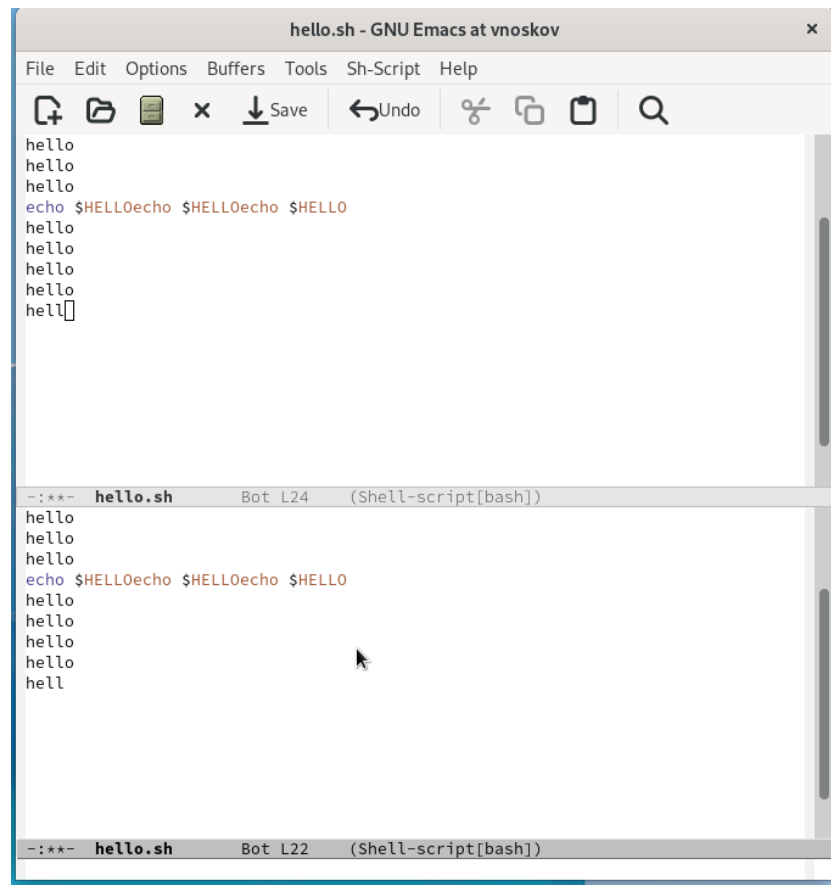 hello.sh - GNU Emacs at vnoskov
File Edit Options Buffers Tools Sh-Script Help
Save Undo
hello
hello
hello
echo $HELLOecho $HELLOecho $HELLO
hello
hello
hello
hello
hell
-:**- hello.sh Bot L24 (Shell-script[bash])
hello
hello
hello
echo $HELLOecho $HELLOecho $HELLO
hello
hello
hello
hello
hell
-:**- hello.sh Bot L22 (Shell-script[bash])